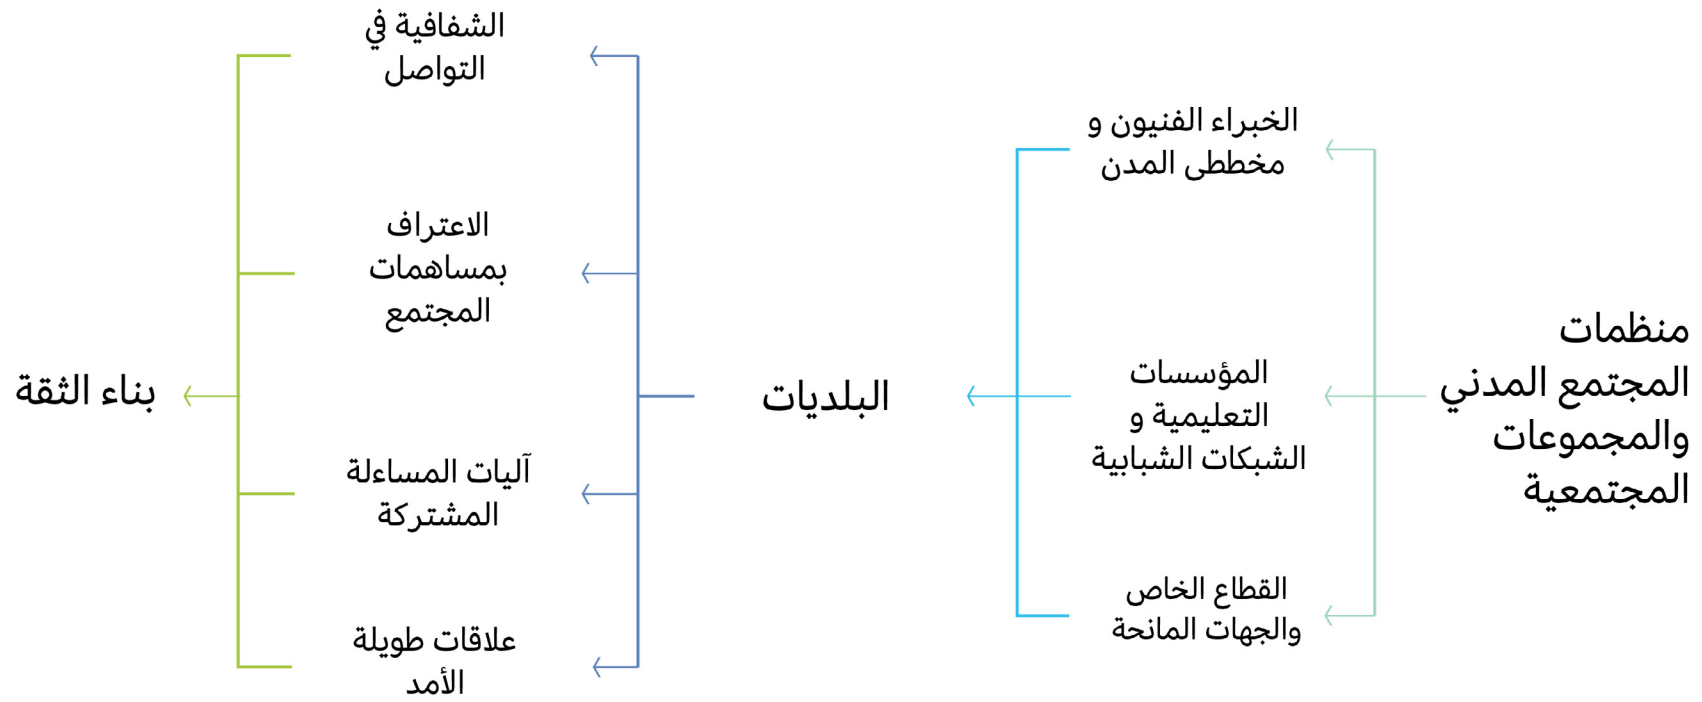 منظمات
المجتمع المدني
والمجموعات
المجتمعية
الخبراء الفنيون و
مخططى المدن
المؤسسات
التعليمية و
الشبكات الشبابية
القطاع الخاص
والجهات المانحة
البلديات
الشفافية في
التواصل
الاعتراف
بمساهمات
المجتمع
آليات المساءلة
المشتركة
علاقات طويلة
الأمد
بناء الثقة